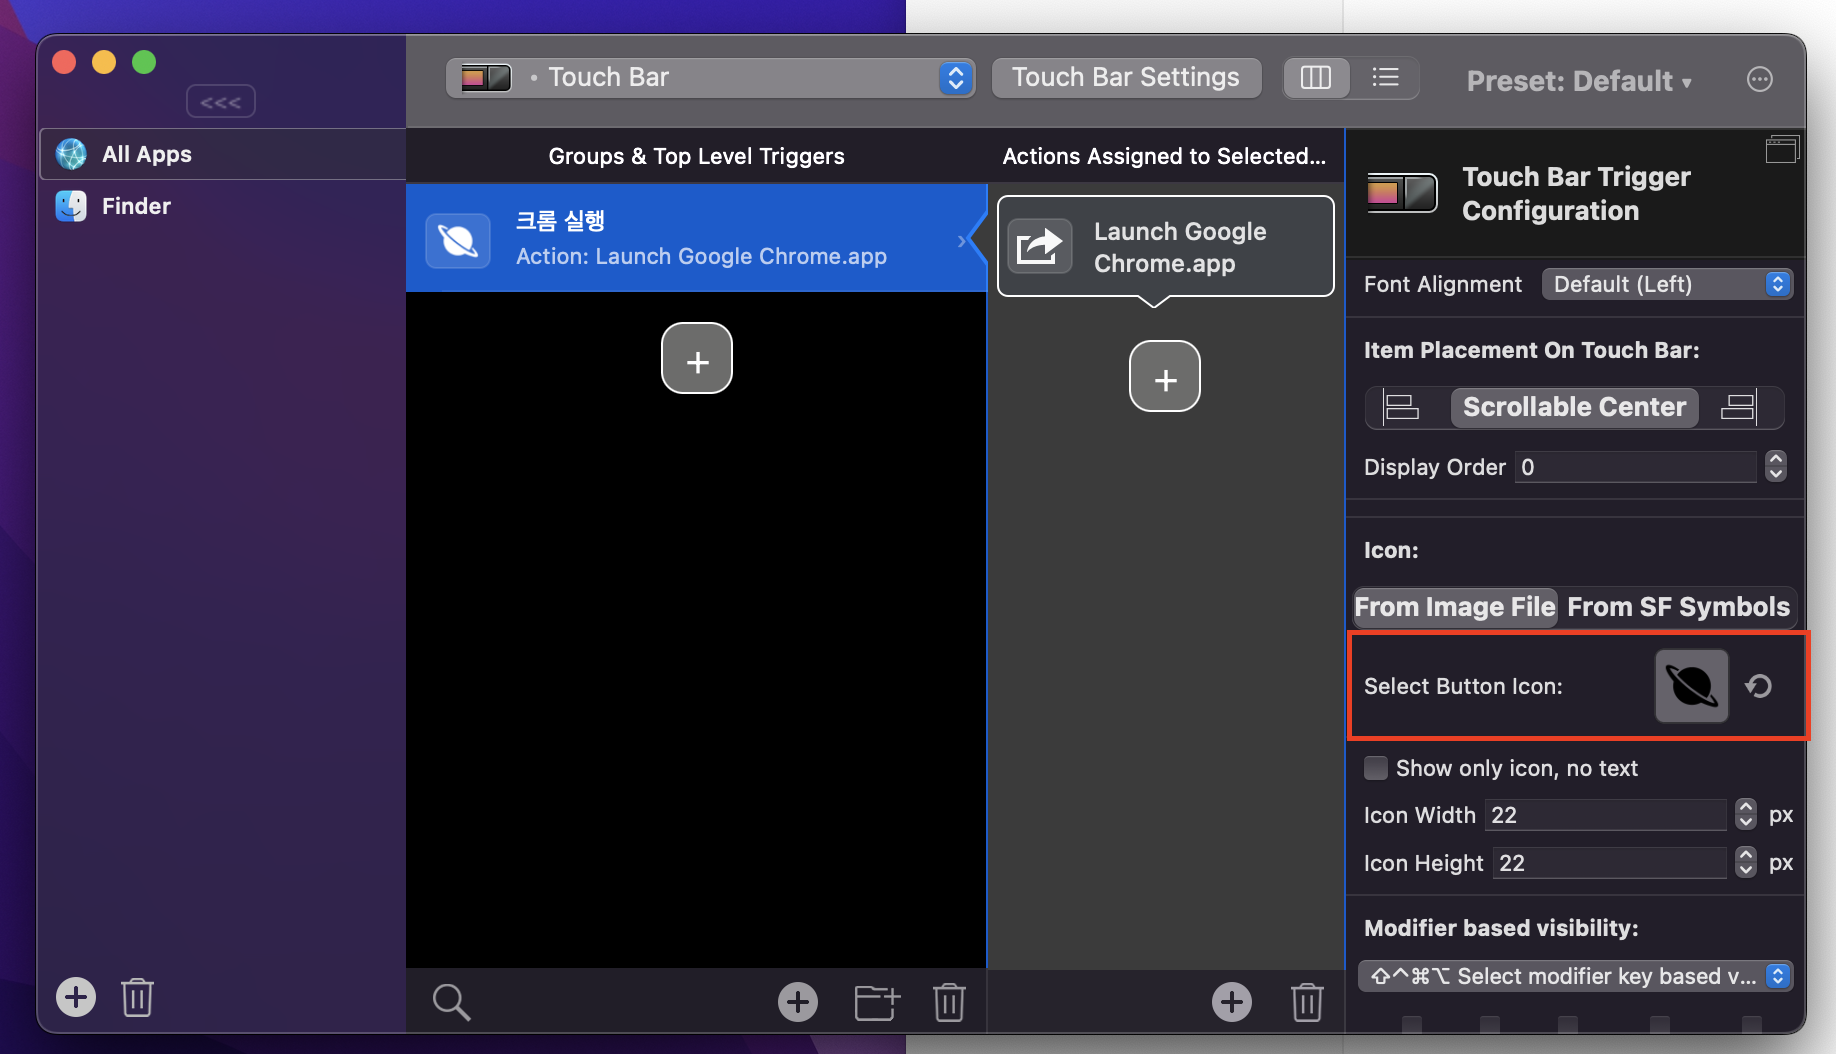 <<<
All Apps
Finder
• Touch Bar
Touch Bar Settings
Preset: Default ▾
Groups & Top Level Triggers
크롬 실행
Action: Launch Google Chrome.app
Actions Assigned to Selected...
Launch Google
Chrome.app
Touch Bar Trigger
Configuration
Font Alignment
Default (Left)
Item Placement On Touch Bar:
Scrollable Center
Display Order
0
Icon:
From Image File
From SF Symbols
Select Button Icon:
Show only icon, no text
Icon Width
22
px
Icon Height
22
px
Modifier based visibility:
⇧^⌘⌥ Select modifier key based v...